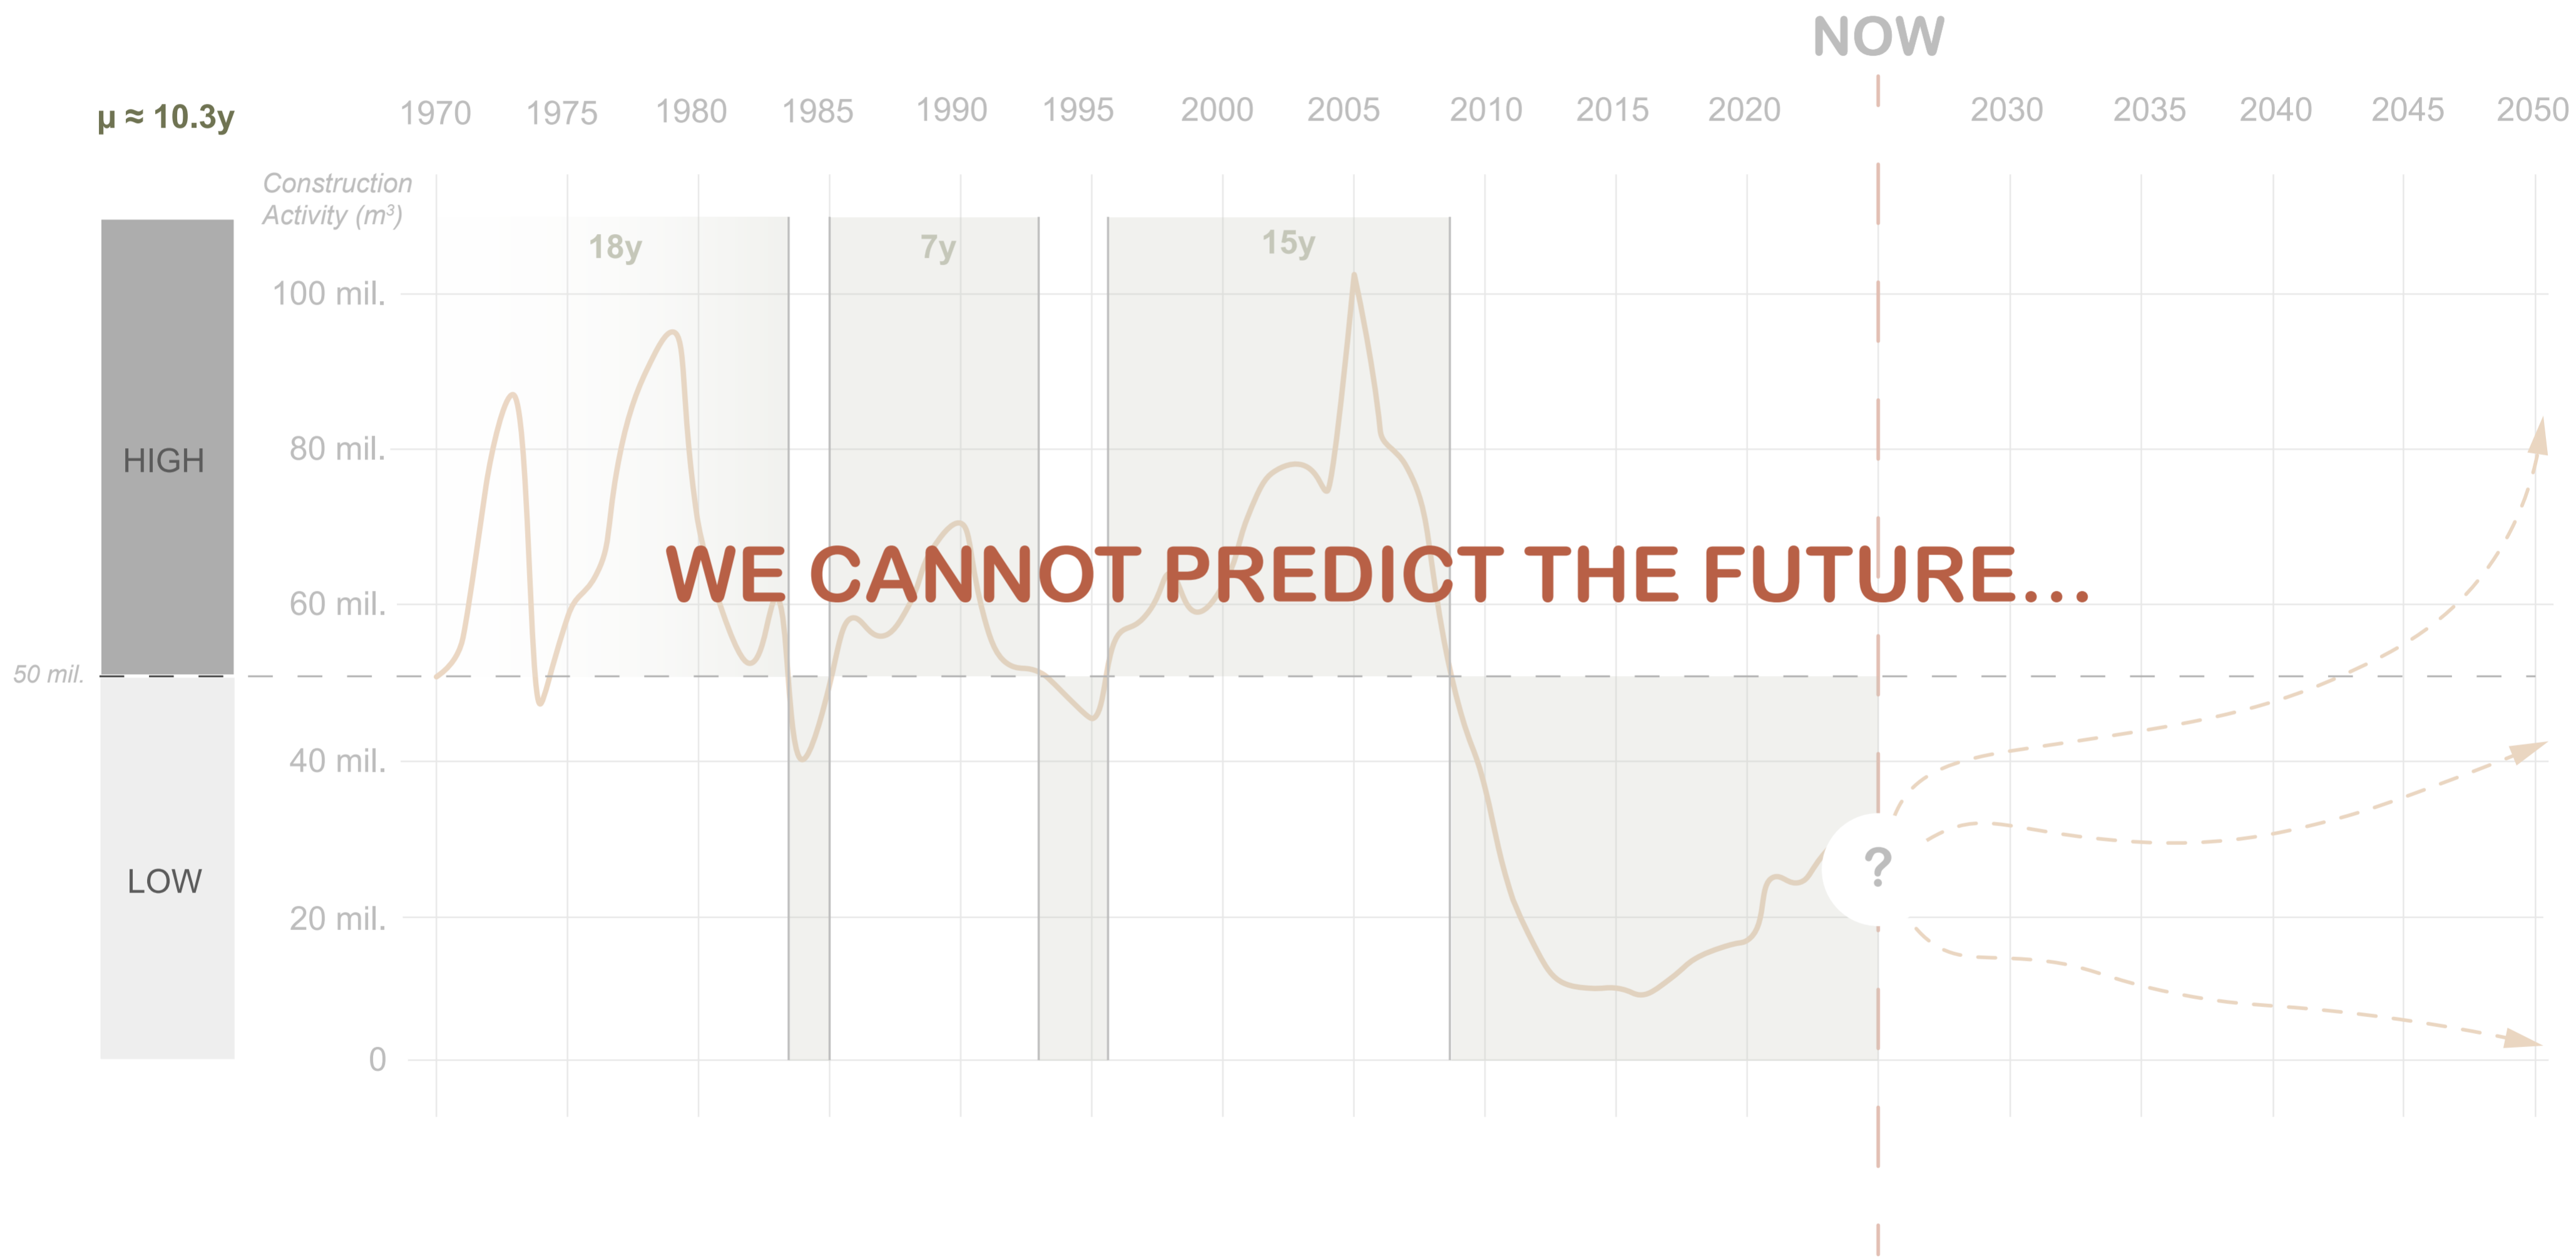 NOW
μ ≈ 10.3y
1970 1975 1980 1985 1990 1995 2000 2005 2010 2015 2020 2030 2035 2040 2045 2050
Construction
Activity (m³)
18y 7y 15y
100 mil.
HIGH
80 mil.
WE CANNOT PREDICT THE FUTURE...
60 mil.
50 mil.
40 mil.
?
LOW
20 mil.
0